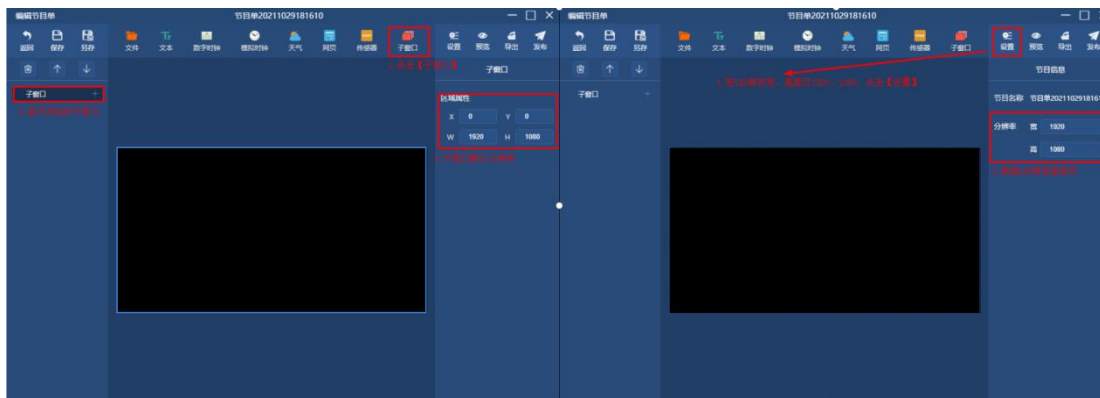 编辑节目单
节目单20211029181610
返回 保存 另存 文件 文本 数字时钟 模拟时钟 天气 网页 传感器 子窗口 设置 预览 导出 发布
子窗口
子窗口 +
区域属性
X 0 Y 0
W 1920 H 1080
编辑节目单
节目单20211029181610
返回 保存 另存 文件 文本 数字时钟 模拟时钟 天气 网页 传感器 子窗口 设置 预览 导出 发布
节目信息
子窗口 +
节目名称 节目单2021102918161
分辨率 宽 1920
高 1080